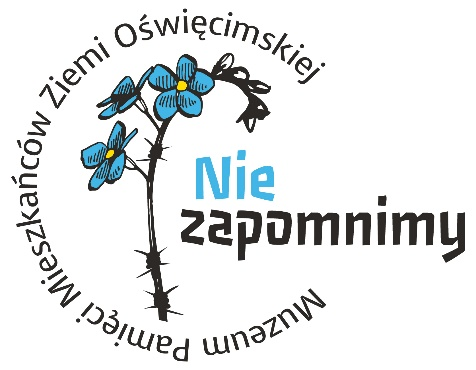 Muzeum Pamięci Mieszkańców Ziemi Oświęcimskiej
Nie
zapomnimy